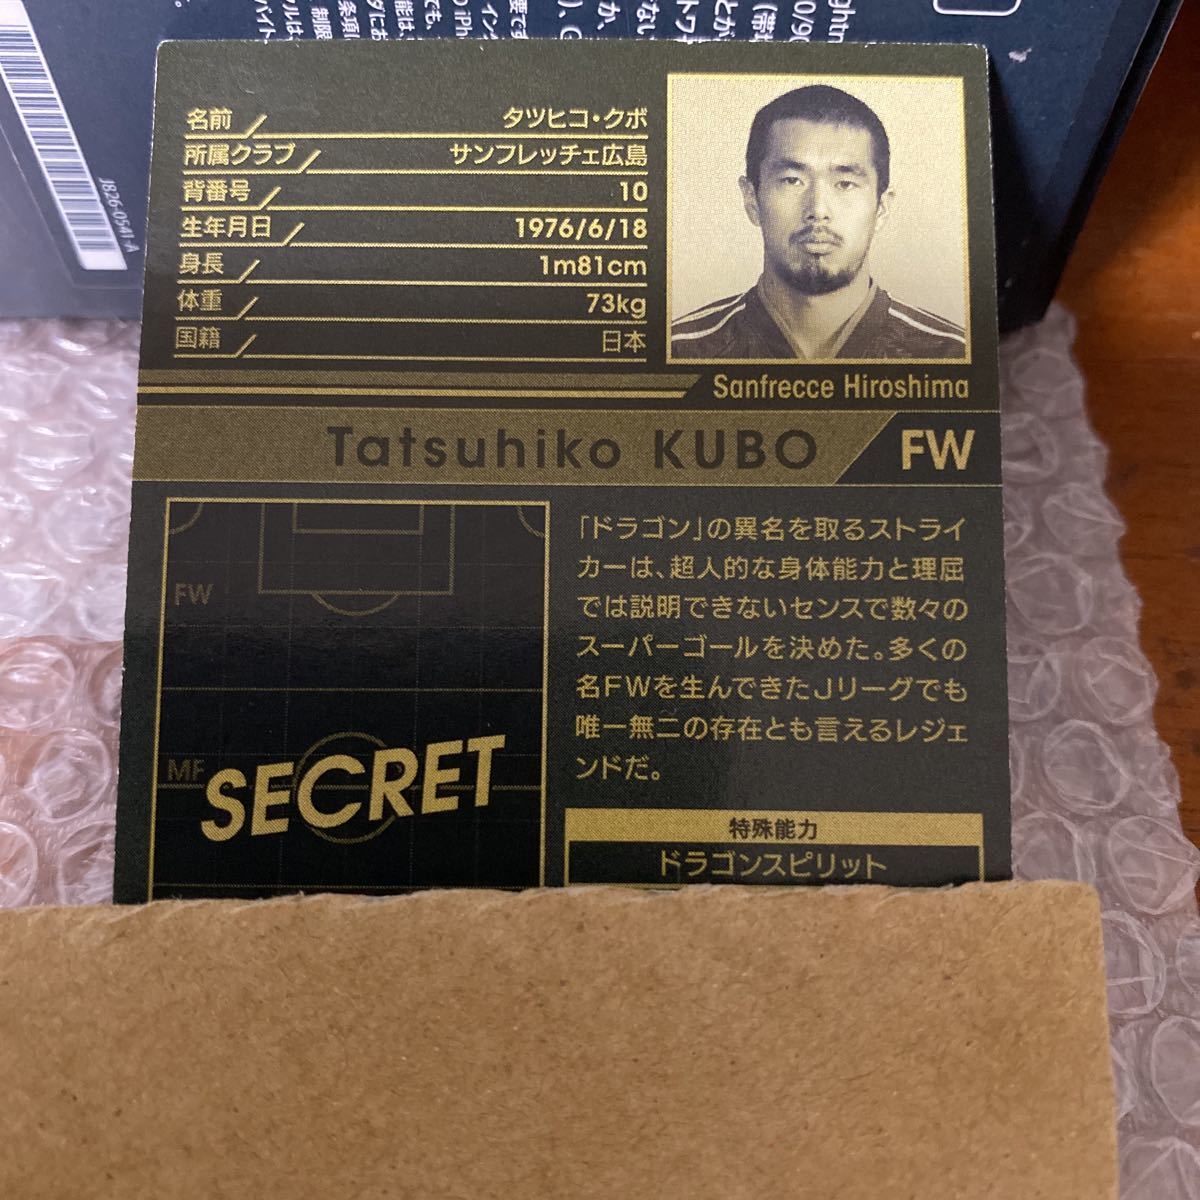 J826-0541-A
名前 タツヒコ・クボ
所属クラブ サンフレッチェ広島
背番号 10
生年月日 1976/6/18
身長 1m81cm
体重 73kg
国籍 日本
Sanfrecce Hiroshima
Tatsuhiko KUBO FW
FW
MF
SECRET
「ドラゴン」の異名を取るストライ
カーは、超人的な身体能力と理屈
では説明できないセンスで数々の
スーパーゴールを決めた。多くの
名FWを生んできたJリーグでも
唯一無二の存在とも言えるレジェ
ンドだ。
特殊能力
ドラゴンスピリット